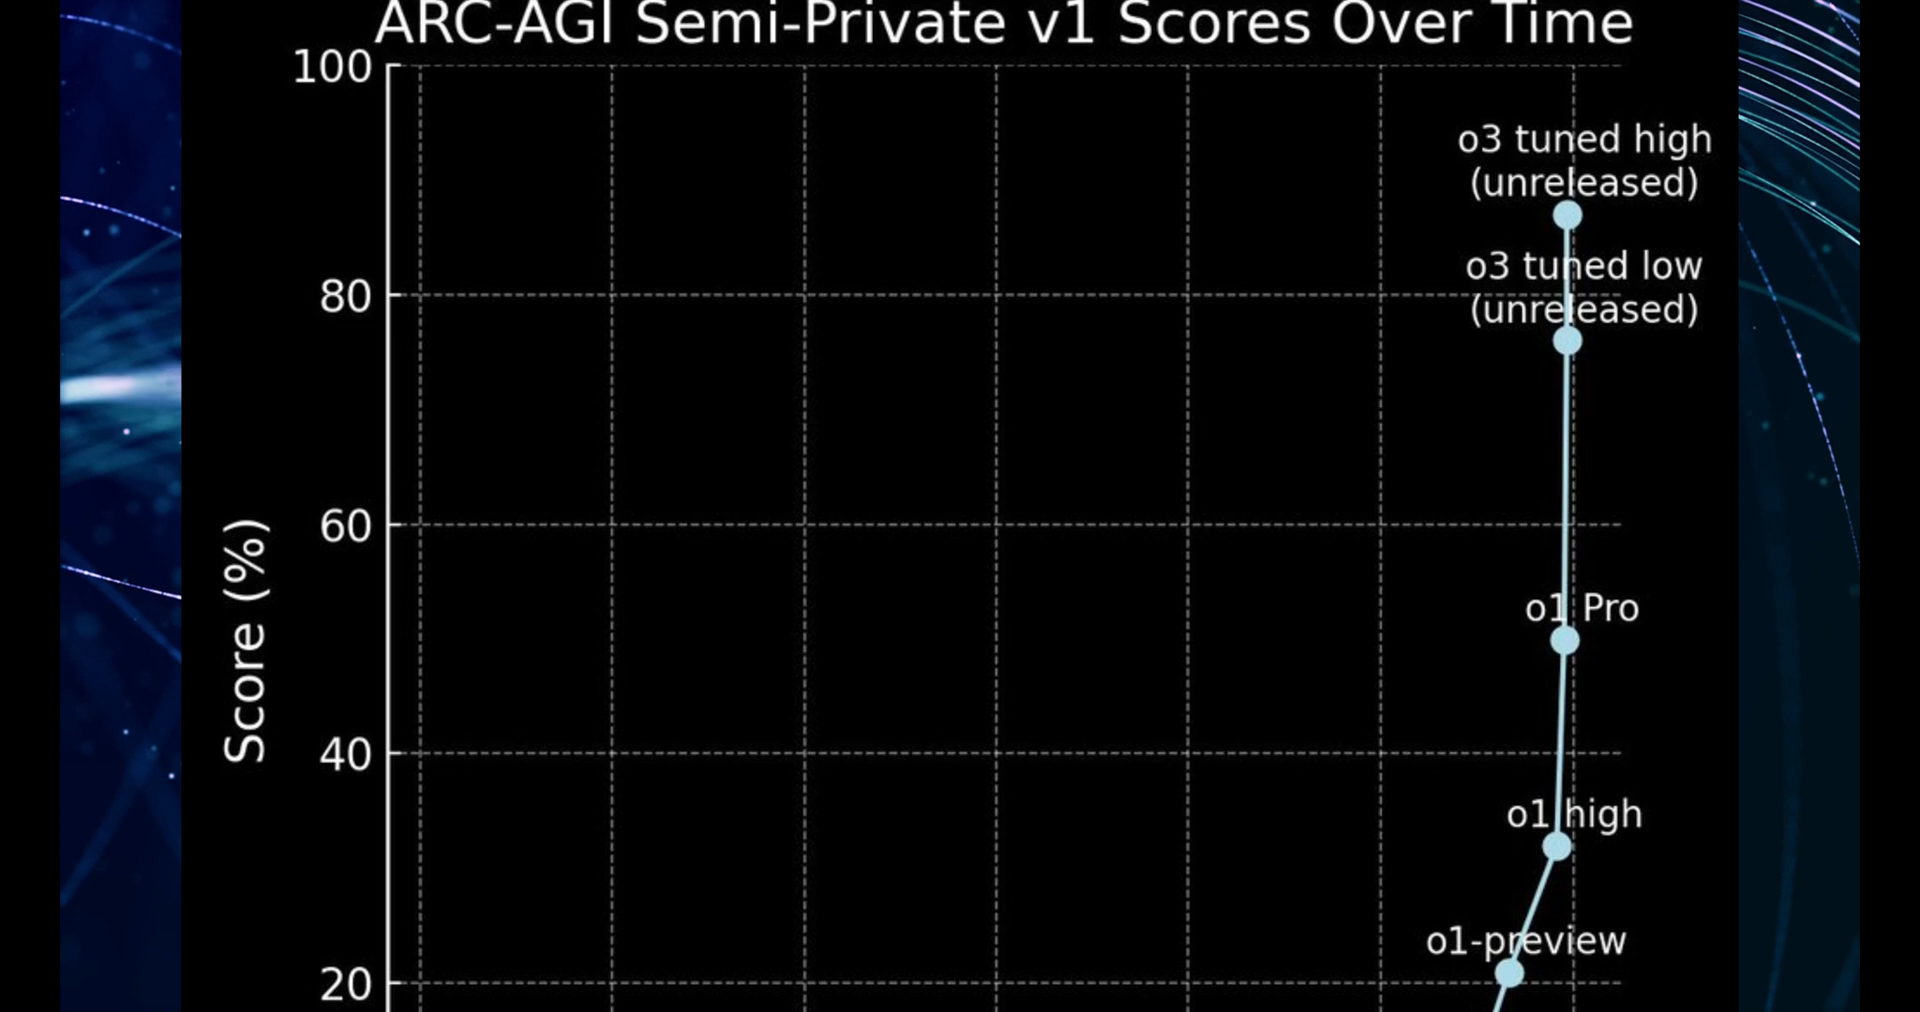 ARC-AGI Semi-Private v1 Scores Over Time
100
o3 tuned high
(unreleased)
o3 tuned low
80
(unreleased)
60
Score (%)
o1 Pro
40
o1 high
o1-preview
20